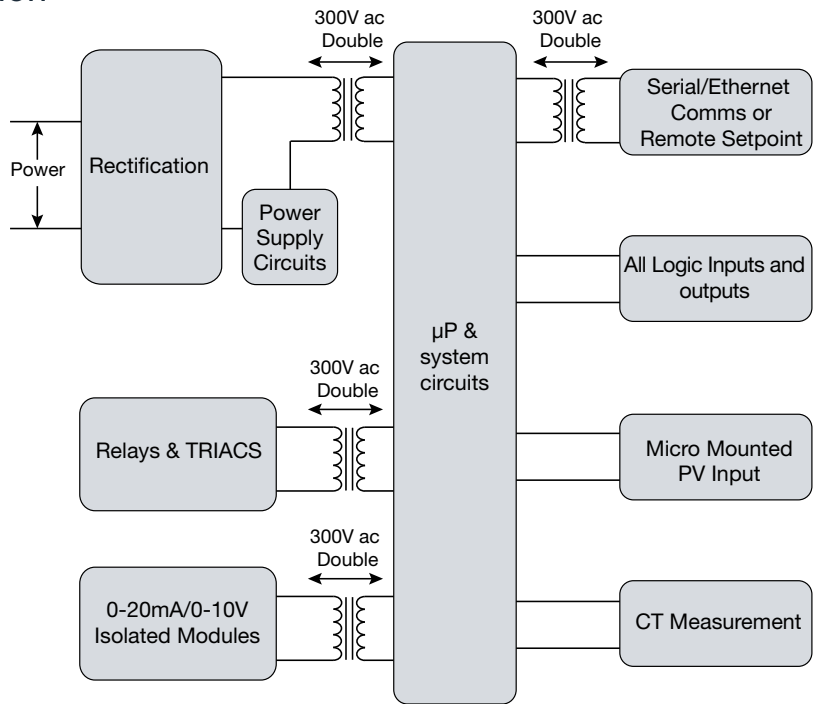 300V ac
Double
300V ac
Double
Power
Rectification
Power
Supply
Circuits
Serial/Ethernet
Comms or
Remote Setpoint
All Logic Inputs and
outputs
µP &
system
circuits
300V ac
Double
Relays & TRIACS
Micro Mounted
PV Input
300V ac
Double
0-20mA/0-10V
Isolated Modules
CT Measurement